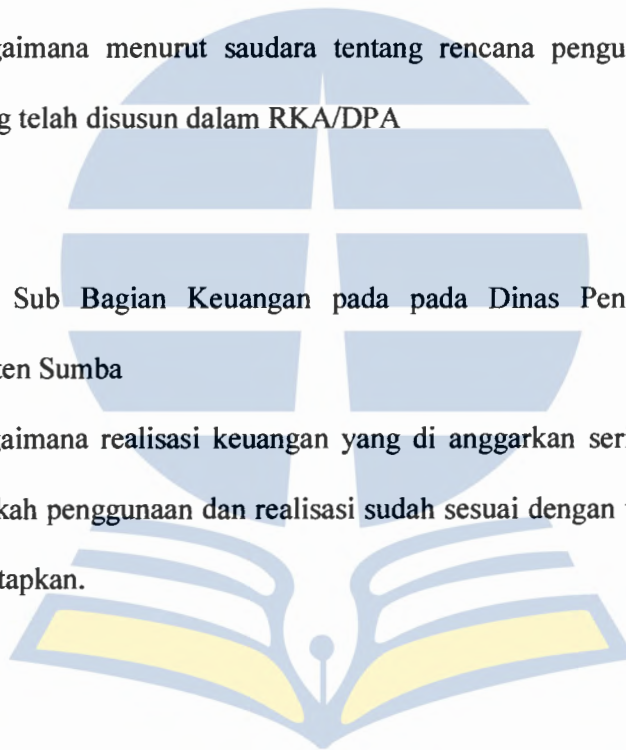 gaimana menurut saudara tentang rencana pengu
g telah disusun dalam RKA/DPA
Sub Bagian Keuangan pada pada Dinas Pen
ten Sumba
gaimana realisasi keuangan yang di anggarkan ser
kah penggunaan dan realisasi sudah sesuai dengan
tapkan.